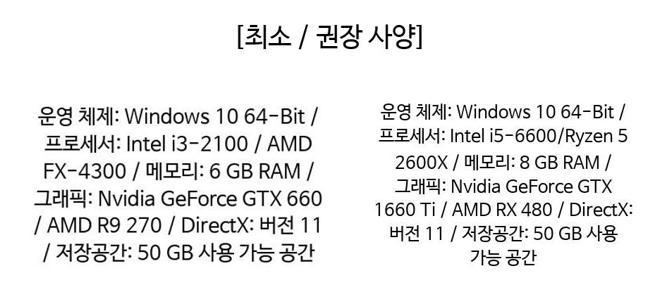 [최소 / 권장 사양]
운영 체제: Windows 10 64-Bit /
프로세서: Intel i3-2100 / AMD
FX-4300 / 메모리: 6 GB RAM /
그래픽: Nvidia GeForce GTX 660
/ AMD R9 270 / DirectX: 버전 11
/ 저장공간: 50 GB 사용 가능 공간
운영 체제: Windows 10 64-Bit /
프로세서: Intel i5-6600/Ryzen 5
2600X / 메모리: 8 GB RAM /
그래픽: Nvidia GeForce GTX
1660 Ti / AMD RX 480 / DirectX:
버전 11 / 저장공간: 50 GB 사용
가능 공간